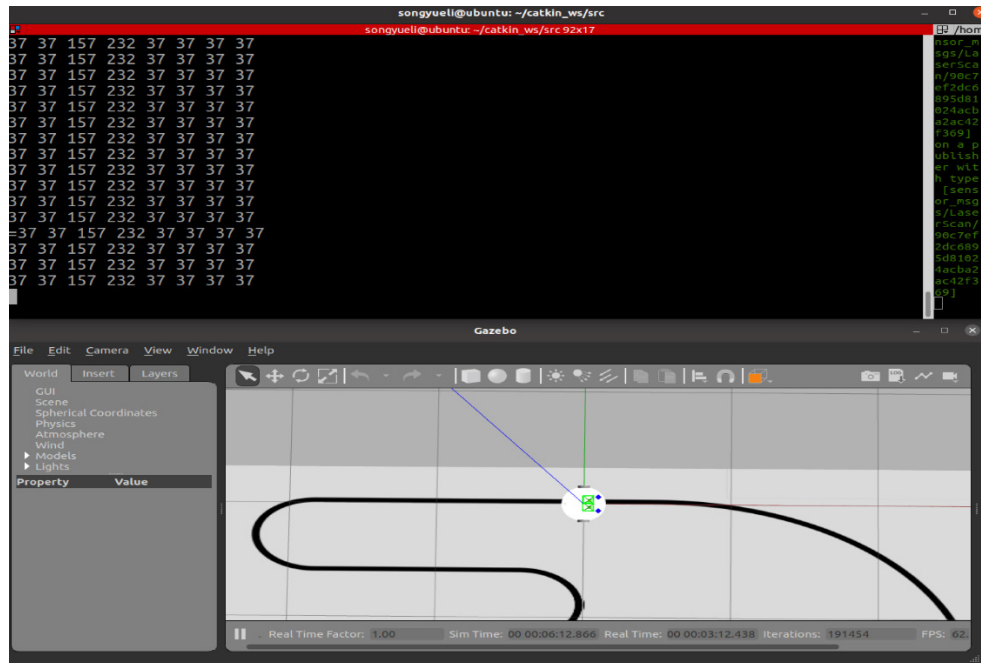 songyueli@ubuntu: ~/catkin_ws/src
songyueli@ubuntu: ~/catkin_ws/src 92x17
37 37 157 232 37 37 37 37
37 37 157 232 37 37 37 37
37 37 157 232 37 37 37 37
37 37 157 232 37 37 37 37
37 37 157 232 37 37 37 37
37 37 157 232 37 37 37 37
37 37 157 232 37 37 37 37
37 37 157 232 37 37 37 37
37 37 157 232 37 37 37 37
37 37 157 232 37 37 37 37
37 37 157 232 37 37 37 37
37 37 157 232 37 37 37 37
=37 37 157 232 37 37 37 37
37 37 157 232 37 37 37 37
37 37 157 232 37 37 37 37
37 37 157 232 37 37 37 37
/hom
nsor_m
sgs/La
serSca
n/90c7
ef2dc6
895d81
024acb
a2ac42
f369]
on a p
ublish
er wit
h type
[sens
or_msg
s/Lase
rScan/
90c7ef
2dc689
5d8102
4acba2
ac42f3
69]
Gazebo
File Edit Camera View Window Help
World Insert Layers
GUI
Scene
Spherical Coordinates
Physics
Atmosphere
Wind
Models
Lights
Property Value
Real Time Factor: 1.00 Sim Time: 00 00:06:12.866 Real Time: 00 00:03:12.438 Iterations: 191454 FPS: 62.